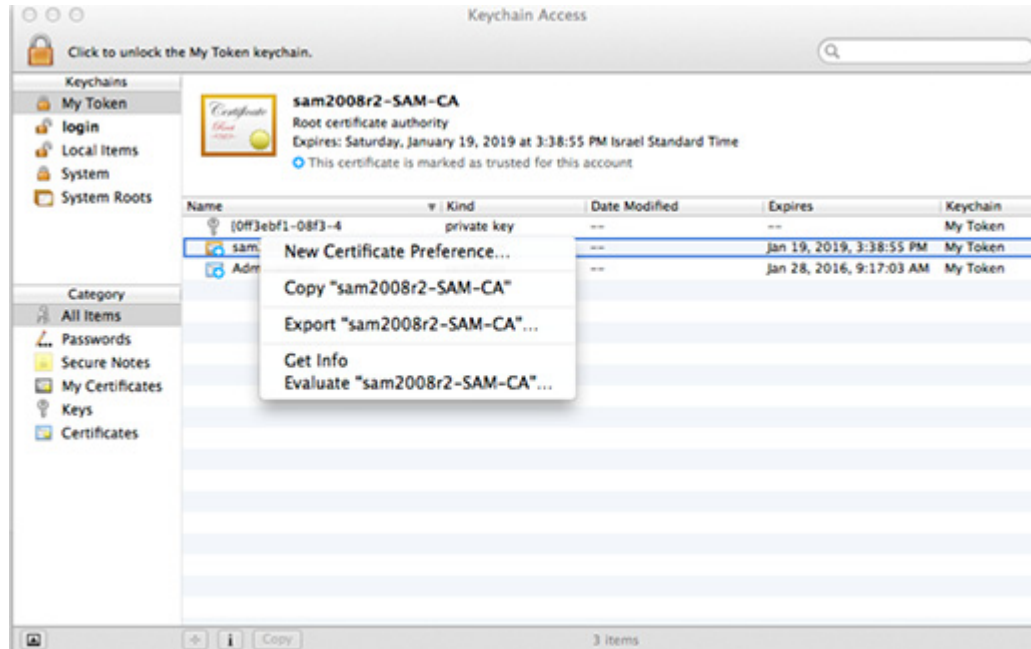 Keychain Access
Click to unlock the My Token keychain.
Keychains
My Token
login
Local Items
System
System Roots
Category
All Items
Passwords
Secure Notes
My Certificates
Keys
Certificates
Certificate
Root
sam2008r2-SAM-CA
Root certificate authority
Expires: Saturday, January 19, 2019 at 3:38:55 PM Israel Standard Time
This certificate is marked as trusted for this account
Name Kind Date Modified Expires Keychain
private key -- -- My Token
sam -- Jan 19, 2019, 3:38:55 PM My Token
Adm -- Jan 28, 2016, 9:17:03 AM My Token
New Certificate Preference...
Copy "sam2008r2-SAM-CA"
Export "sam2008r2-SAM-CA"...
Get Info
Evaluate "sam2008r2-SAM-CA"...
+ i Copy 3 items